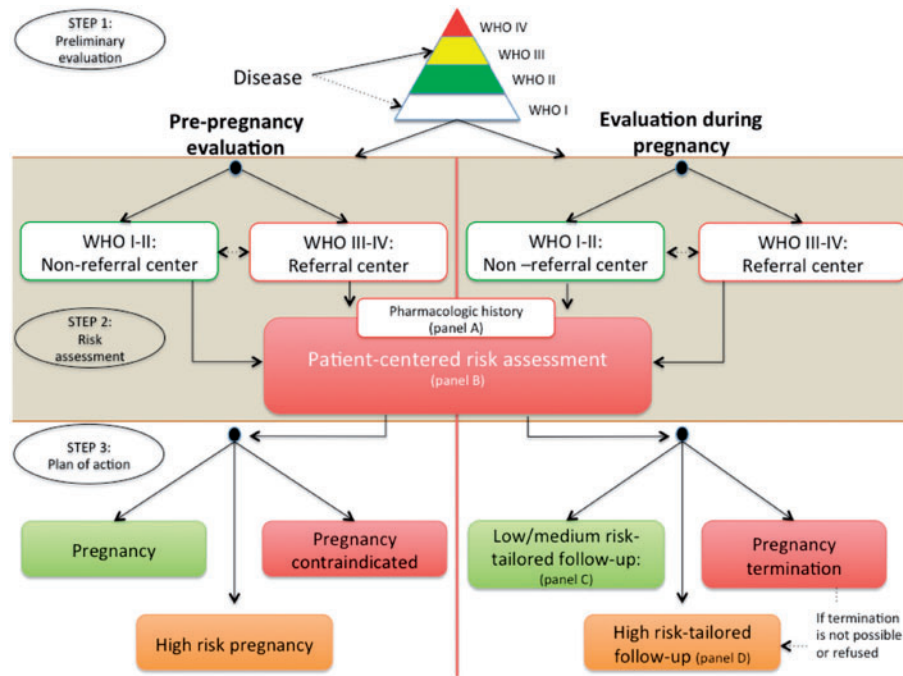 STEP 1:
Preliminary
evaluation
WHO IV
WHO III
WHO II
WHO I
Disease
Pre-pregnancy
evaluation
Evaluation during
pregnancy
WHO I-II:
Non-referral center
WHO III-IV:
Referral center
WHO I-II:
Non –referral center
WHO III-IV:
Referral center
STEP 2:
Risk
assessment
Pharmacologic history
(panel A)
Patient-centered risk assessment
(panel B)
STEP 3:
Plan of action
Pregnancy
Pregnancy
contraindicated
High risk pregnancy
Low/medium risk-
tailored follow-up:
(panel C)
Pregnancy
termination
High risk-tailored
follow-up (panel D)
If termination
is not possible
or refused